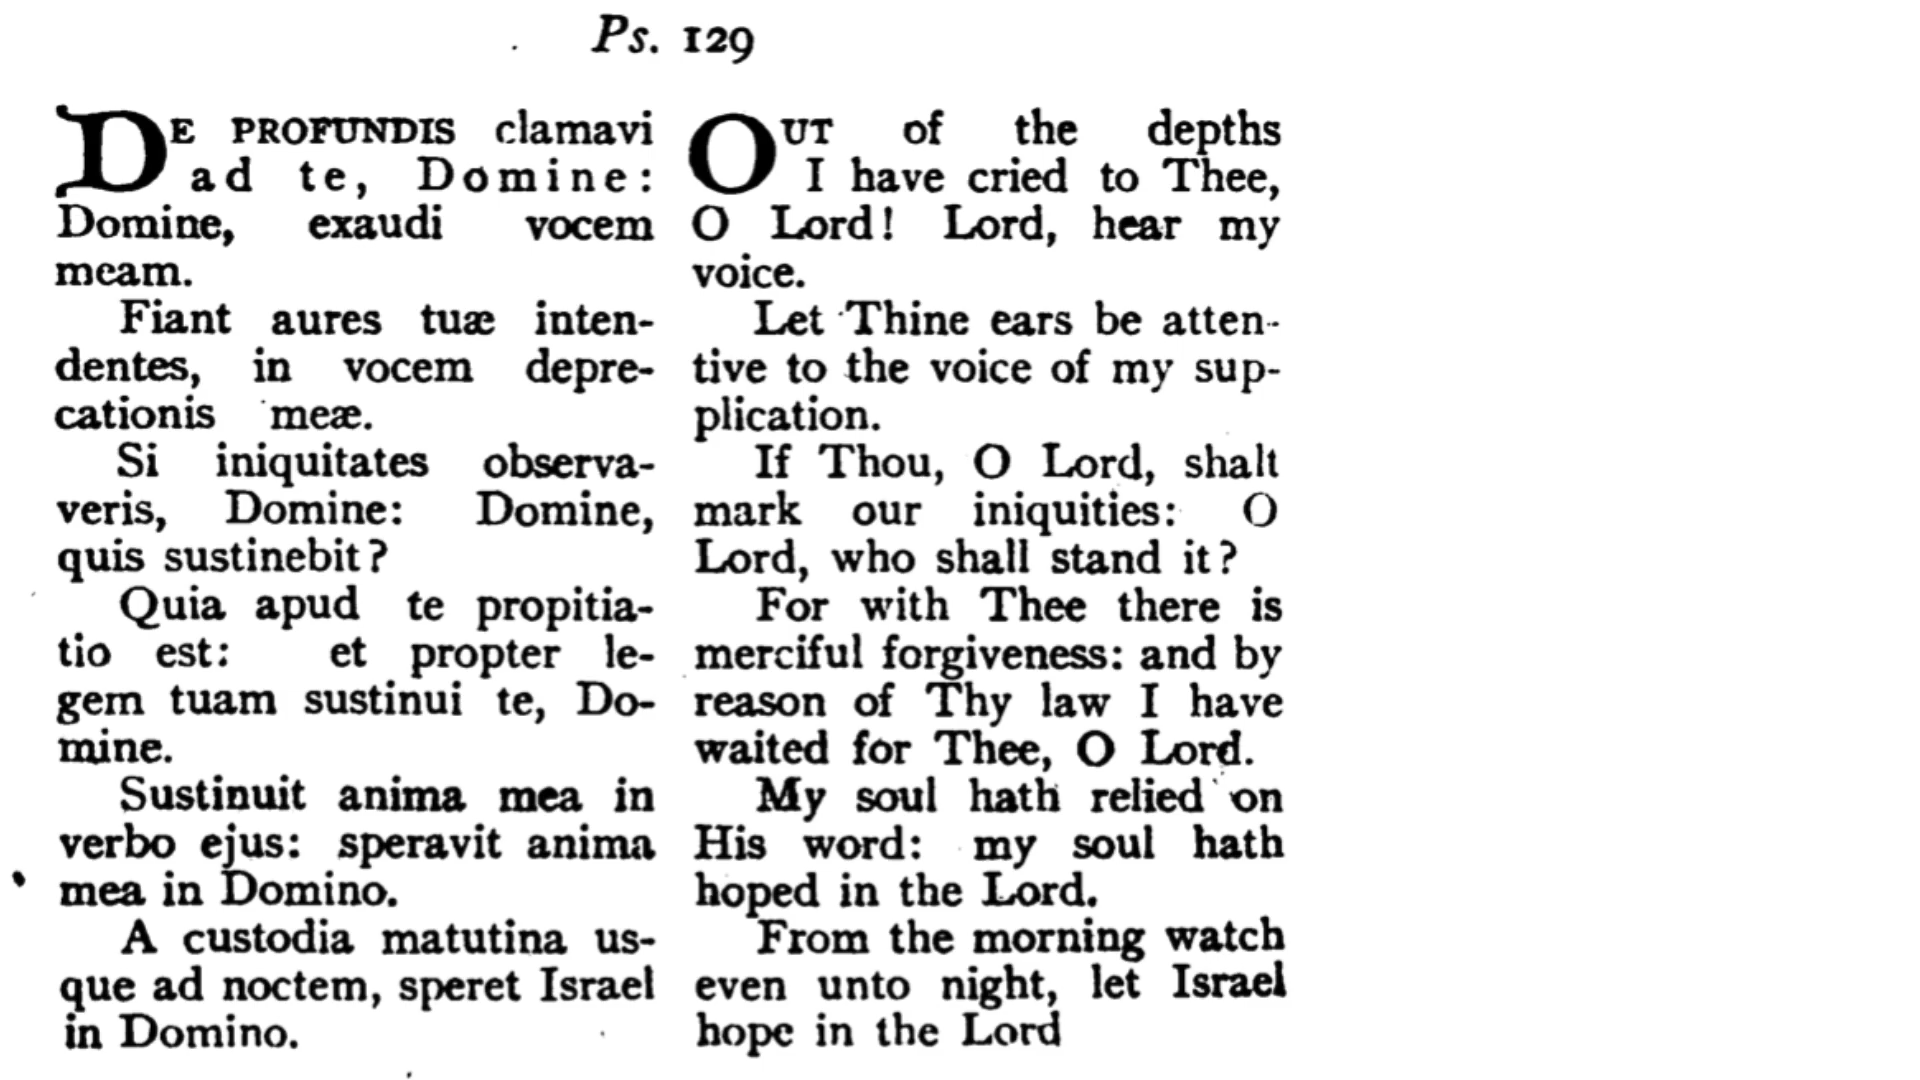 Ps. 129
DE PROFUNDIS clamavi
ad te, Domine:
Domine, exaudi vocem
meam.
Fiant aures tuæ inten-
dentes, in vocem depre-
cationis meæ.
Si iniquitates observa-
veris, Domine: Domine,
quis sustinebit?
Quia apud te propitia-
tio est: et propter le-
gem tuam sustinui te, Do-
mine.
Sustinuit anima mea in
verbo ejus: speravit anima
mea in Domino.
A custodia matutina us-
que ad noctem, speret Israel
in Domino.
OUT of the depths
I have cried to Thee,
O Lord! Lord, hear my
voice.
Let Thine ears be atten-
tive to the voice of my sup-
plication.
If Thou, O Lord, shalt
mark our iniquities: O
Lord, who shall stand it?
For with Thee there is
merciful forgiveness: and by
reason of Thy law I have
waited for Thee, O Lord.
My soul hath relied on
His word: my soul hath
hoped in the Lord.
From the morning watch
even unto night, let Israel
hope in the Lord